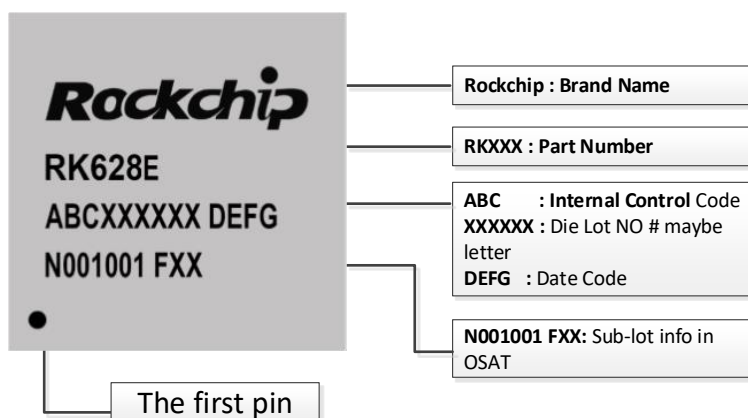 Rockchip
RK628E
ABCXXXXXX DEFG
N001001 FXX
The first pin
Rockchip : Brand Name
RKXXX : Part Number
ABC : Internal Control Code
XXXXXX : Die Lot NO # maybe
letter
DEFG : Date Code
N001001 FXX: Sub-lot info in
OSAT